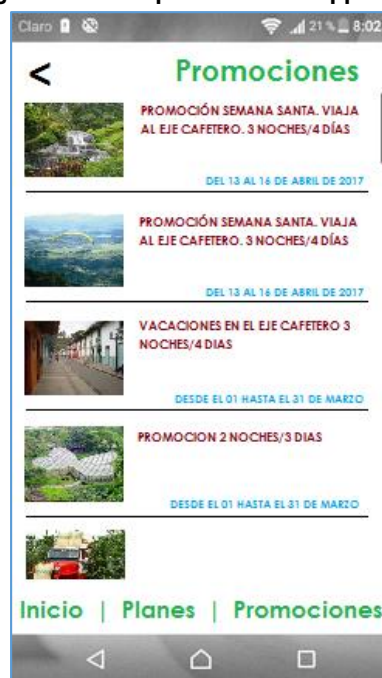 Claro 21 % 8:02
< Promociones
PROMOCIÓN SEMANA SANTA. VIAJA
AL EJE CAFETERO. 3 NOCHES/4 DÍAS
DEL 13 AL 16 DE ABRIL DE 2017
PROMOCIÓN SEMANA SANTA. VIAJA
AL EJE CAFETERO. 3 NOCHES/4 DÍAS
DEL 13 AL 16 DE ABRIL DE 2017
VACACIONES EN EL EJE CAFETERO 3
NOCHES/4 DIAS
DESDE EL 01 HASTA EL 31 DE MARZO
PROMOCION 2 NOCHES/3 DIAS
DESDE EL 01 HASTA EL 31 DE MARZO
Inicio | Planes | Promociones